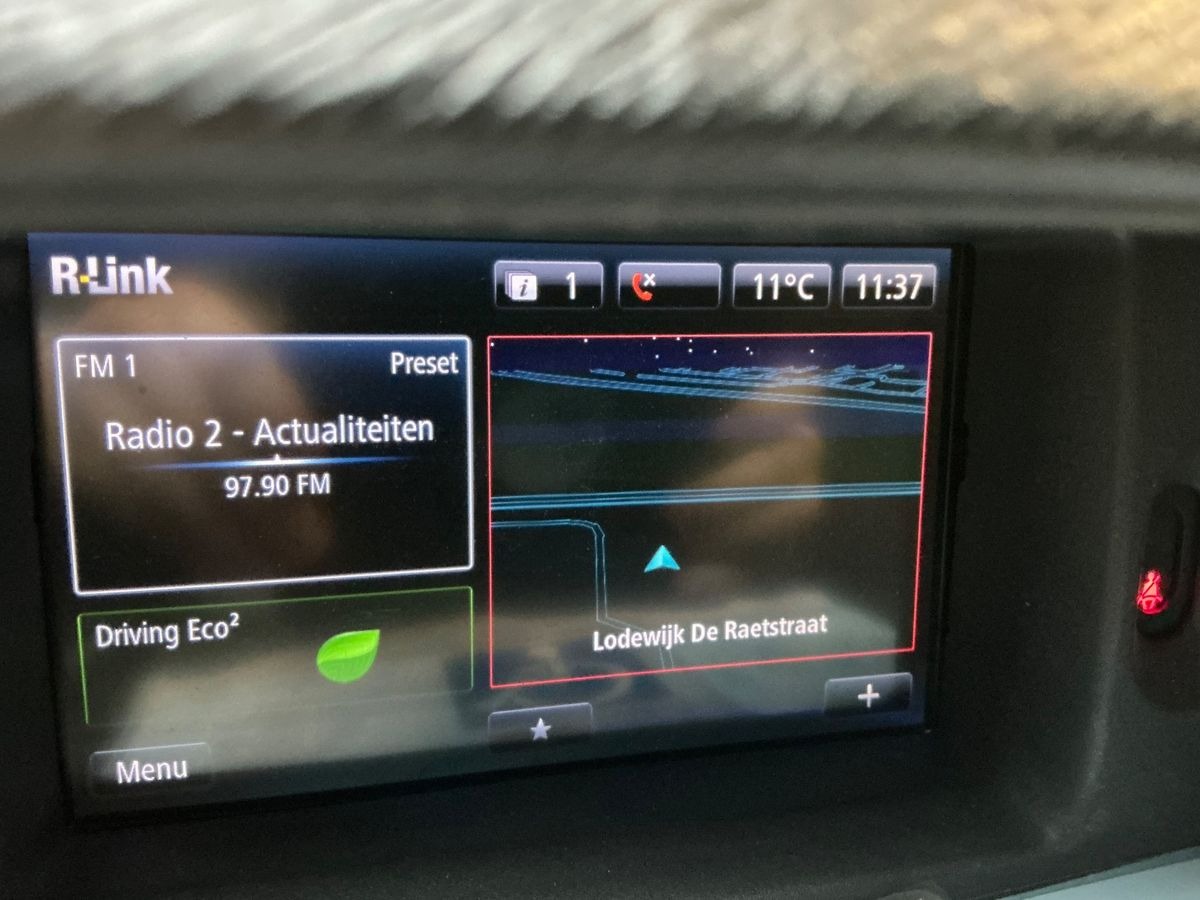 R-Link
i 1
11°C
11:37
FM 1 Preset
Radio 2 - Actualiteiten
97.90 FM
Driving Eco²
Lodewijk De Raetstraat
Menu